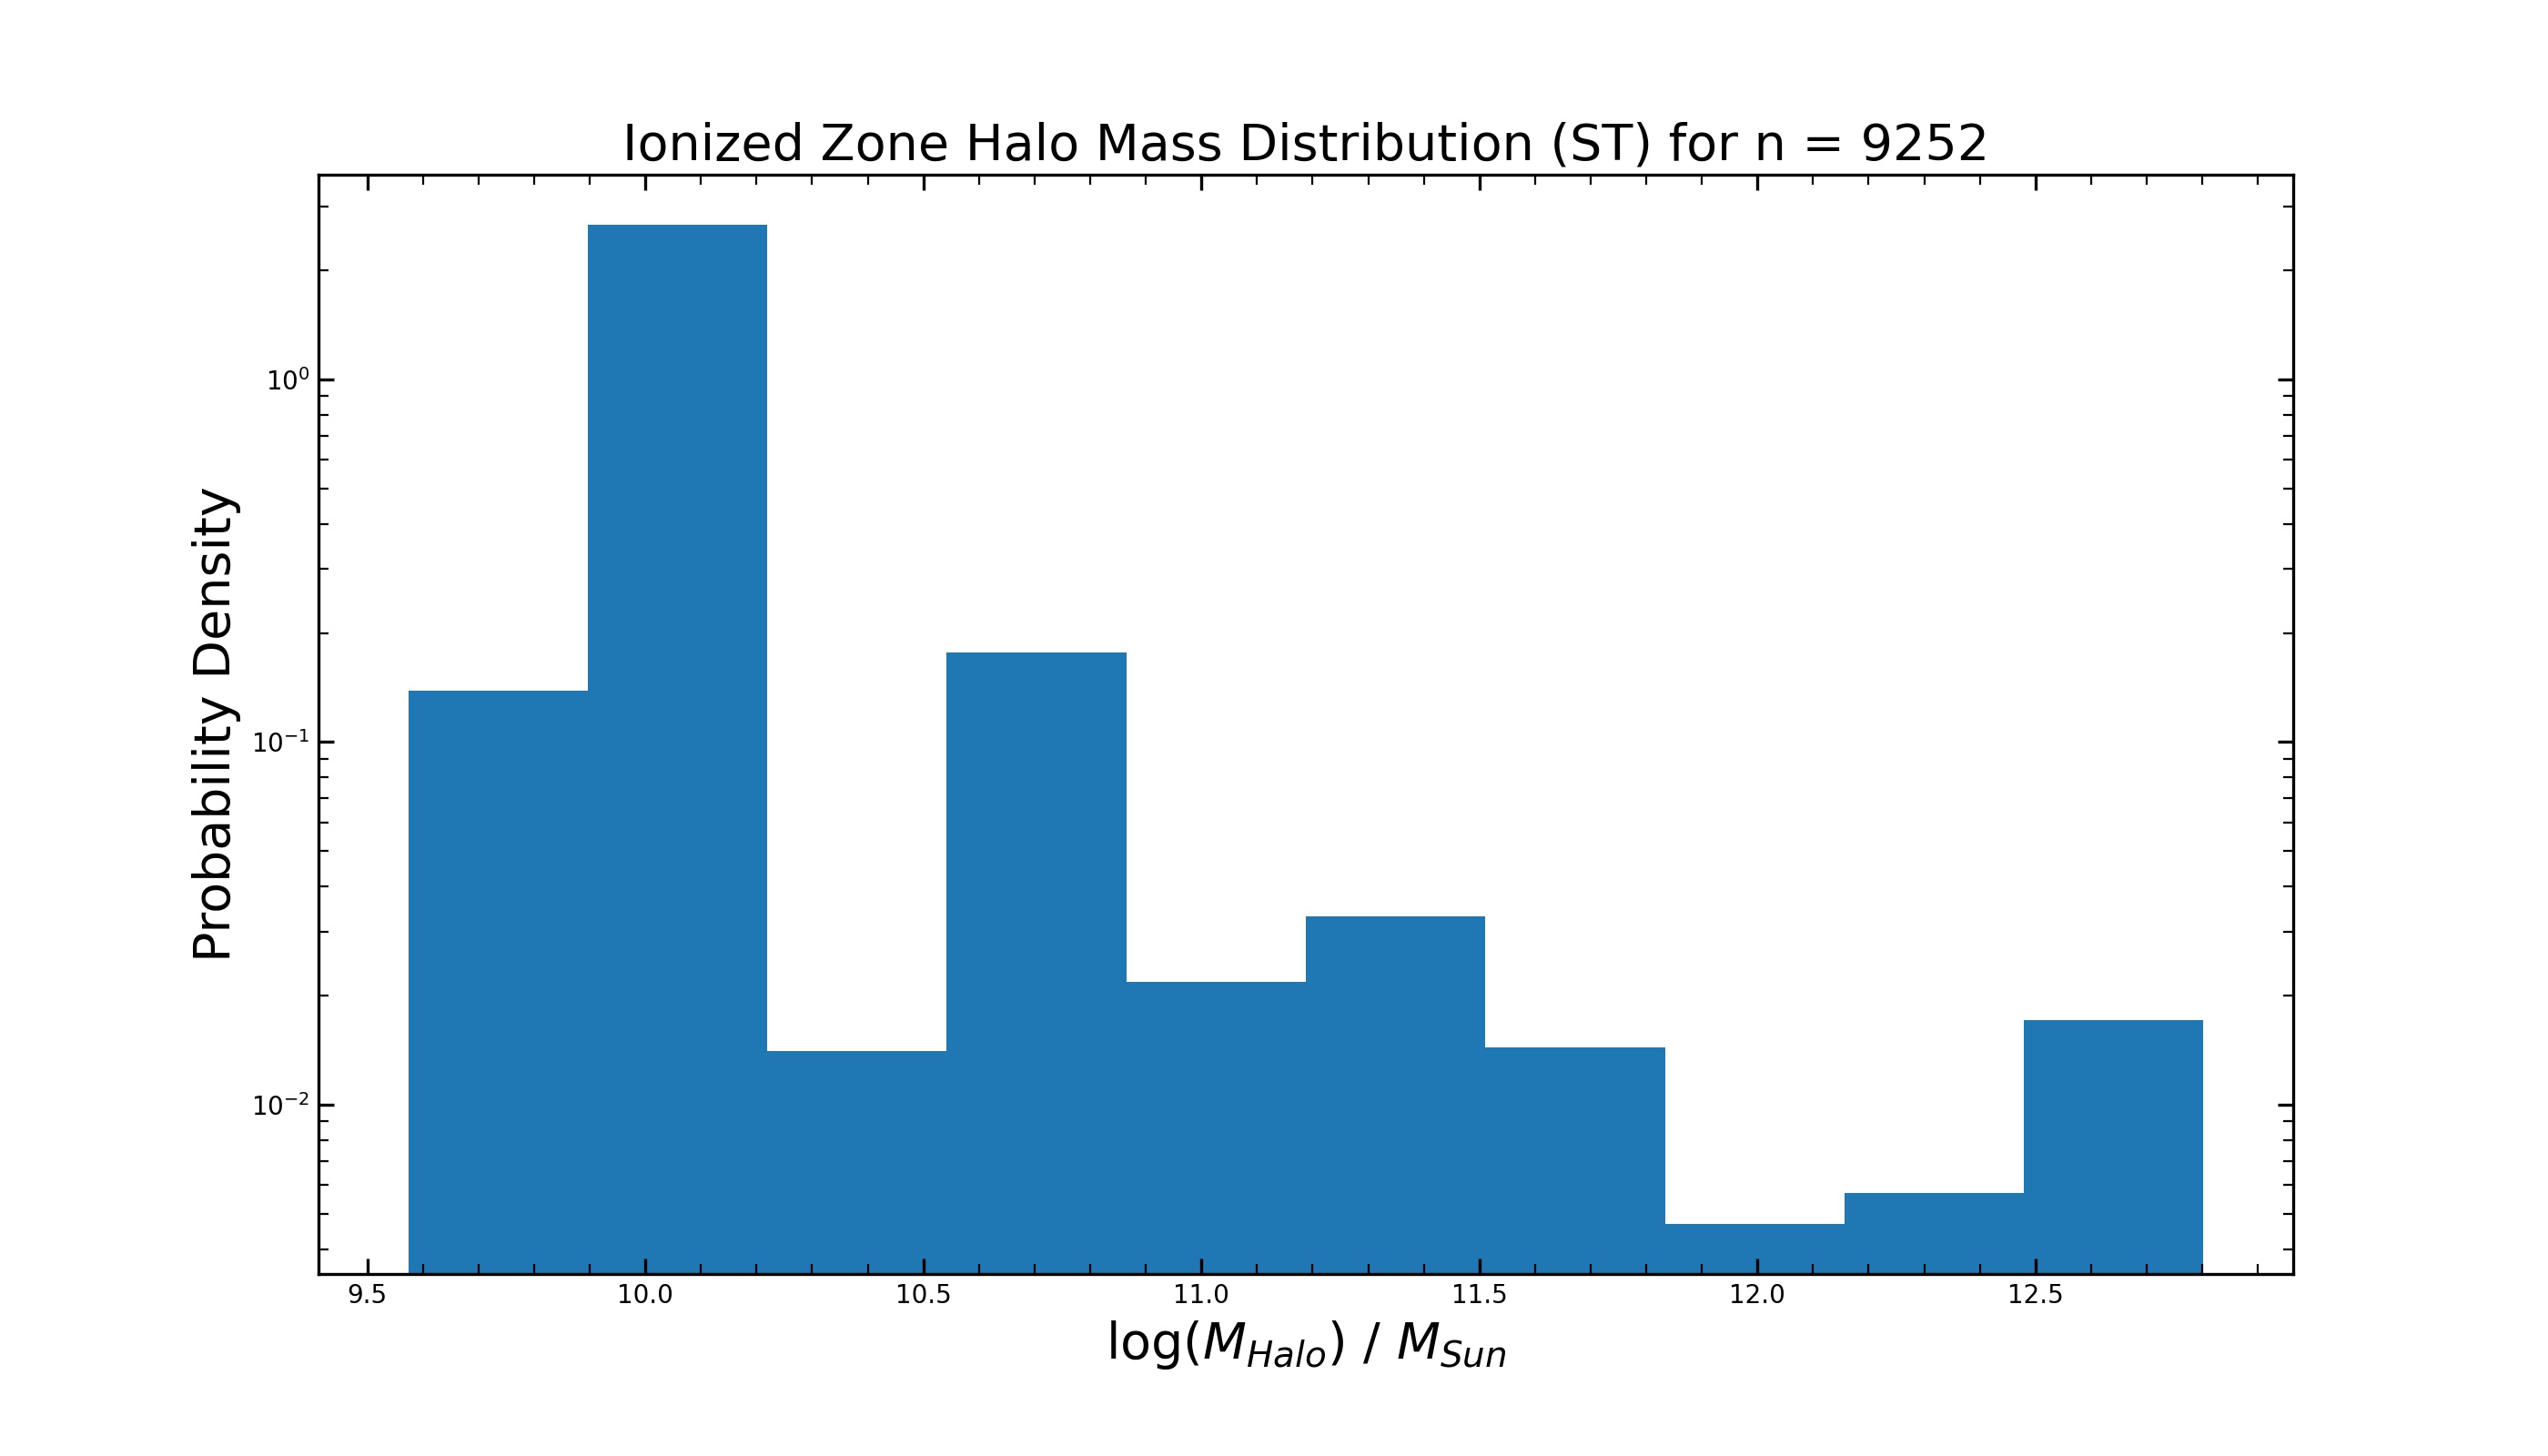 Ionized Zone Halo Mass Distribution (ST) for n = 9252
Probability Density
10⁰
10⁻¹
10⁻²
9.5 10.0 10.5 11.0 11.5 12.0 12.5
log(M_Halo) / M_Sun